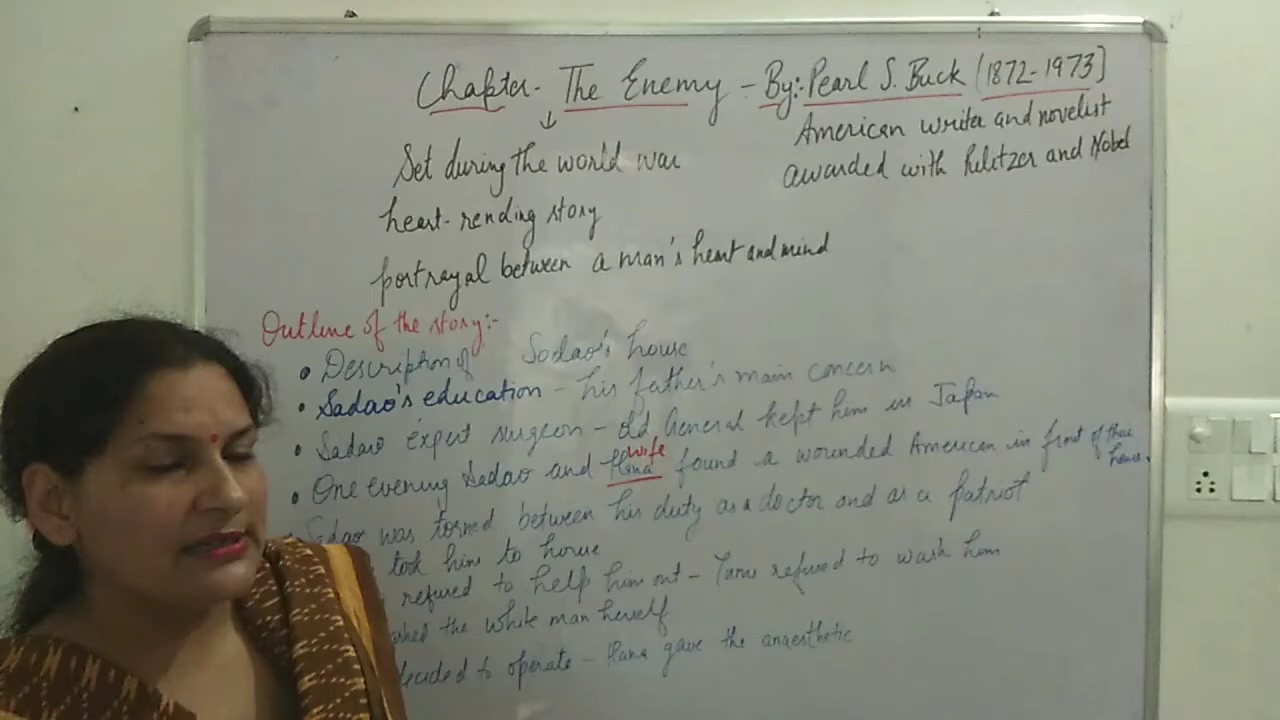 Chapter - The Enemy - By:- Pearl S. Buck (1872-1973)
American writer and novelist
awarded with Pulitzer and Nobel
Set during the world war
heart-rending story
portrayal between a man's heart and mind
Outline of the story:-
• Description of Sadao's house
• Sadao's education - his father's main concern
• Sadao expert surgeon - old General kept him in Japan
wife
• One evening Sadao and Hana found a wounded American in front of their house.
Sadao was torned between his duty as a doctor and as a patriot
took him to house
refused to help him out - Yumi refused to wash him
washed the white man herself
decided to operate - Hana gave the anaesthetic